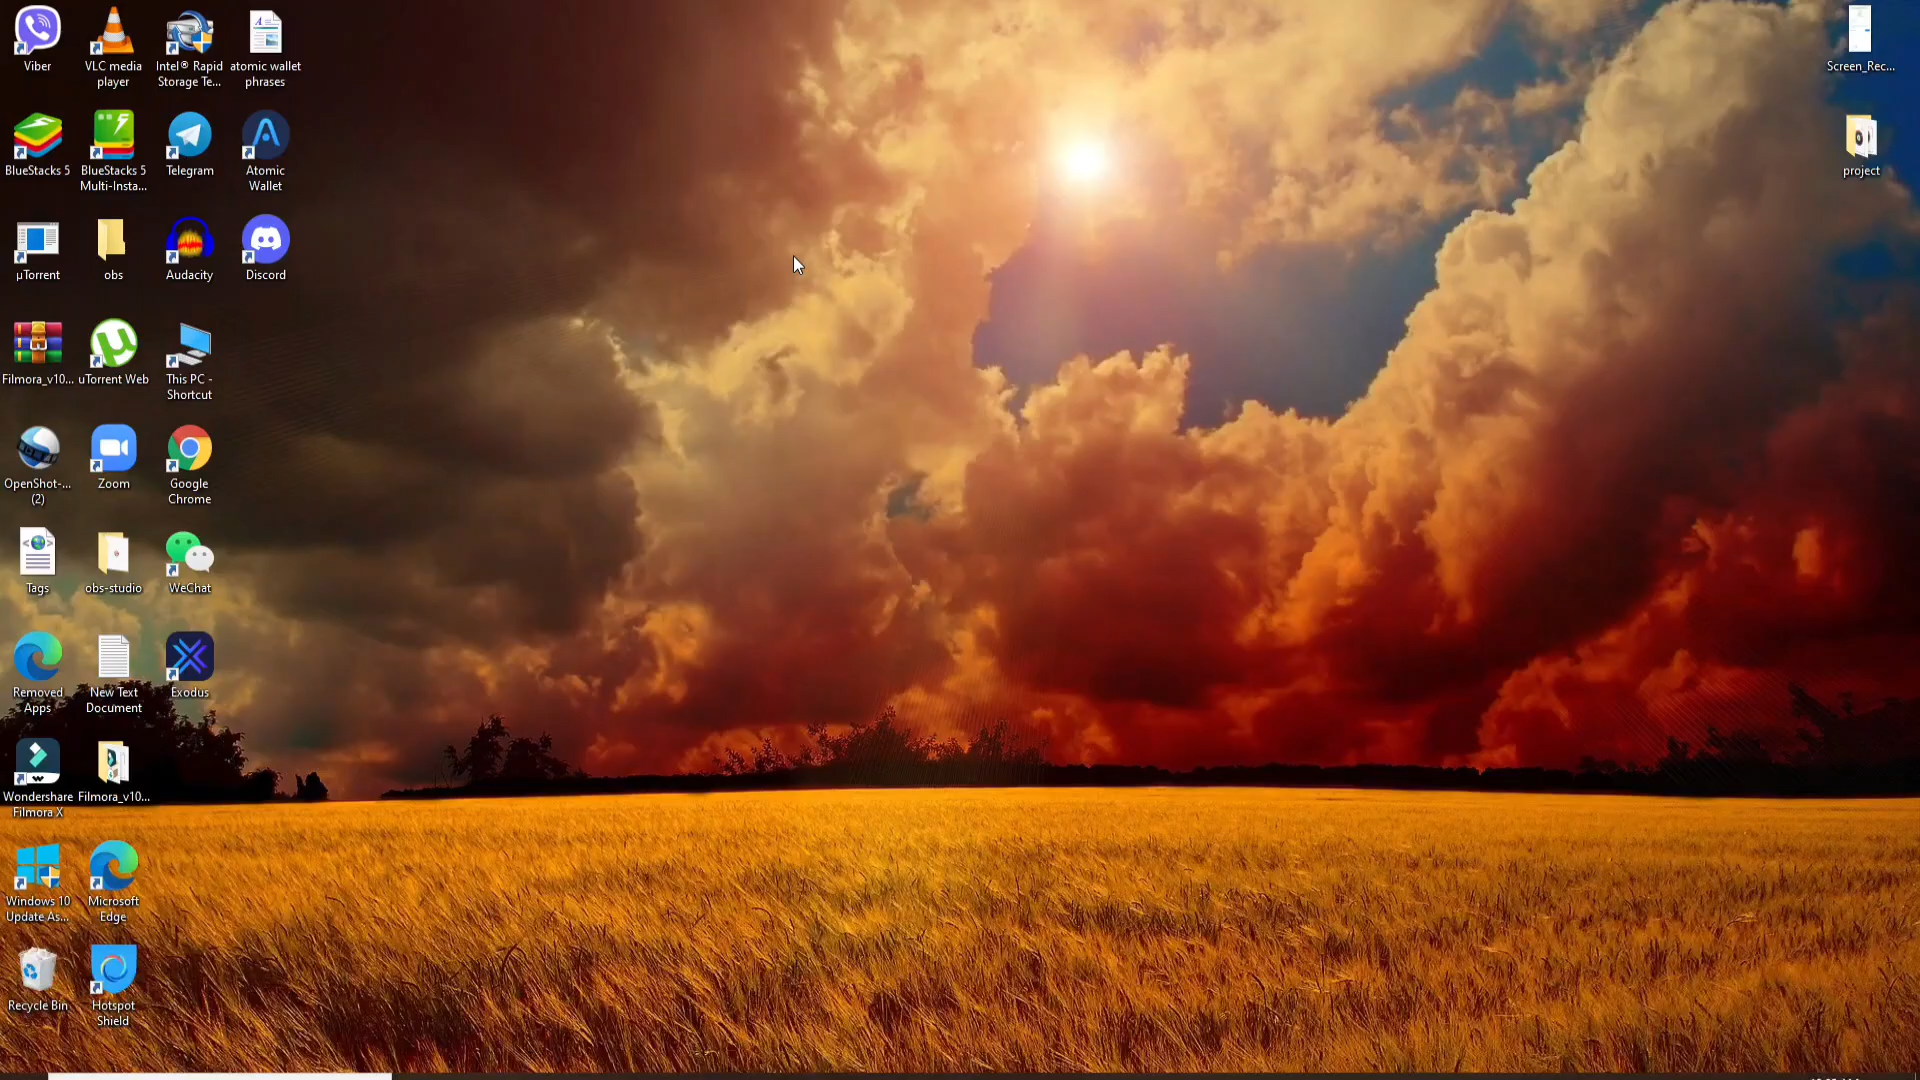 Viber
VLC media
player
Intel® Rapid
Storage Te...
atomic wallet
phrases
Screen_Rec...
BlueStacks 5
BlueStacks 5
Multi-Insta...
Telegram
Atomic
Wallet
project
µTorrent
obs
Audacity
Discord
Filmora_v10...
uTorrent Web
This PC -
Shortcut
OpenShot-...
(2)
Zoom
Google
Chrome
Tags
obs-studio
WeChat
Removed
Apps
New Text
Document
Exodus
Wondershare
Filmora X
Filmora_v10...
Windows 10
Update As...
Microsoft
Edge
Recycle Bin
Hotspot
Shield